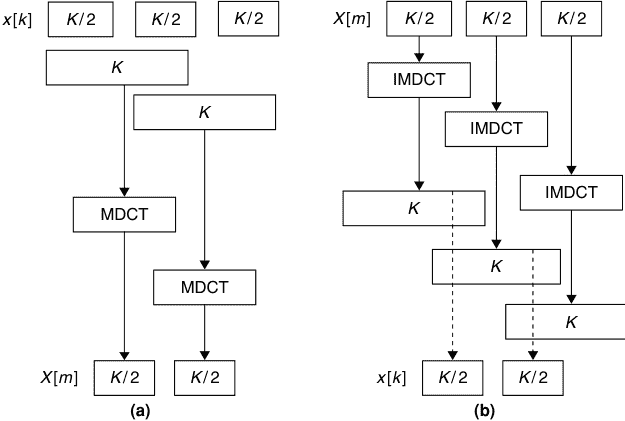 x[k] K/2 K/2 K/2
K
K
MDCT
MDCT
X[m] K/2 K/2
(a)
X[m] K/2 K/2 K/2
IMDCT
IMDCT
IMDCT
K
K
K
x[k] K/2 K/2
(b)